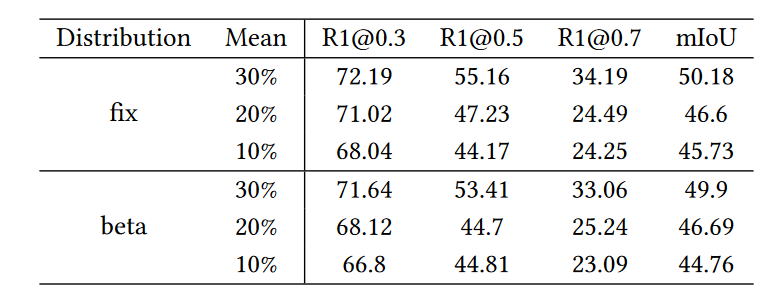 Distribution Mean R1@0.3 R1@0.5 R1@0.7 mIoU
30% 72.19 55.16 34.19 50.18
fix 20% 71.02 47.23 24.49 46.6
10% 68.04 44.17 24.25 45.73
30% 71.64 53.41 33.06 49.9
beta 20% 68.12 44.7 25.24 46.69
10% 66.8 44.81 23.09 44.76